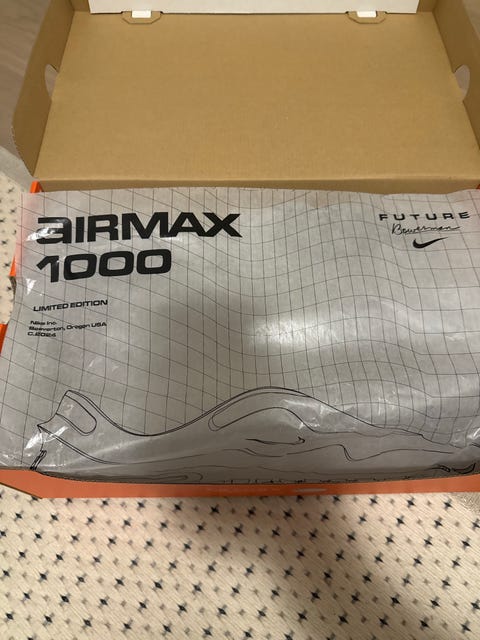 aIRMAX
1000
LIMITED EDITION
Nike Inc.
Beaverton, Oregon USA
C.2024
FUTURE
Bowerman